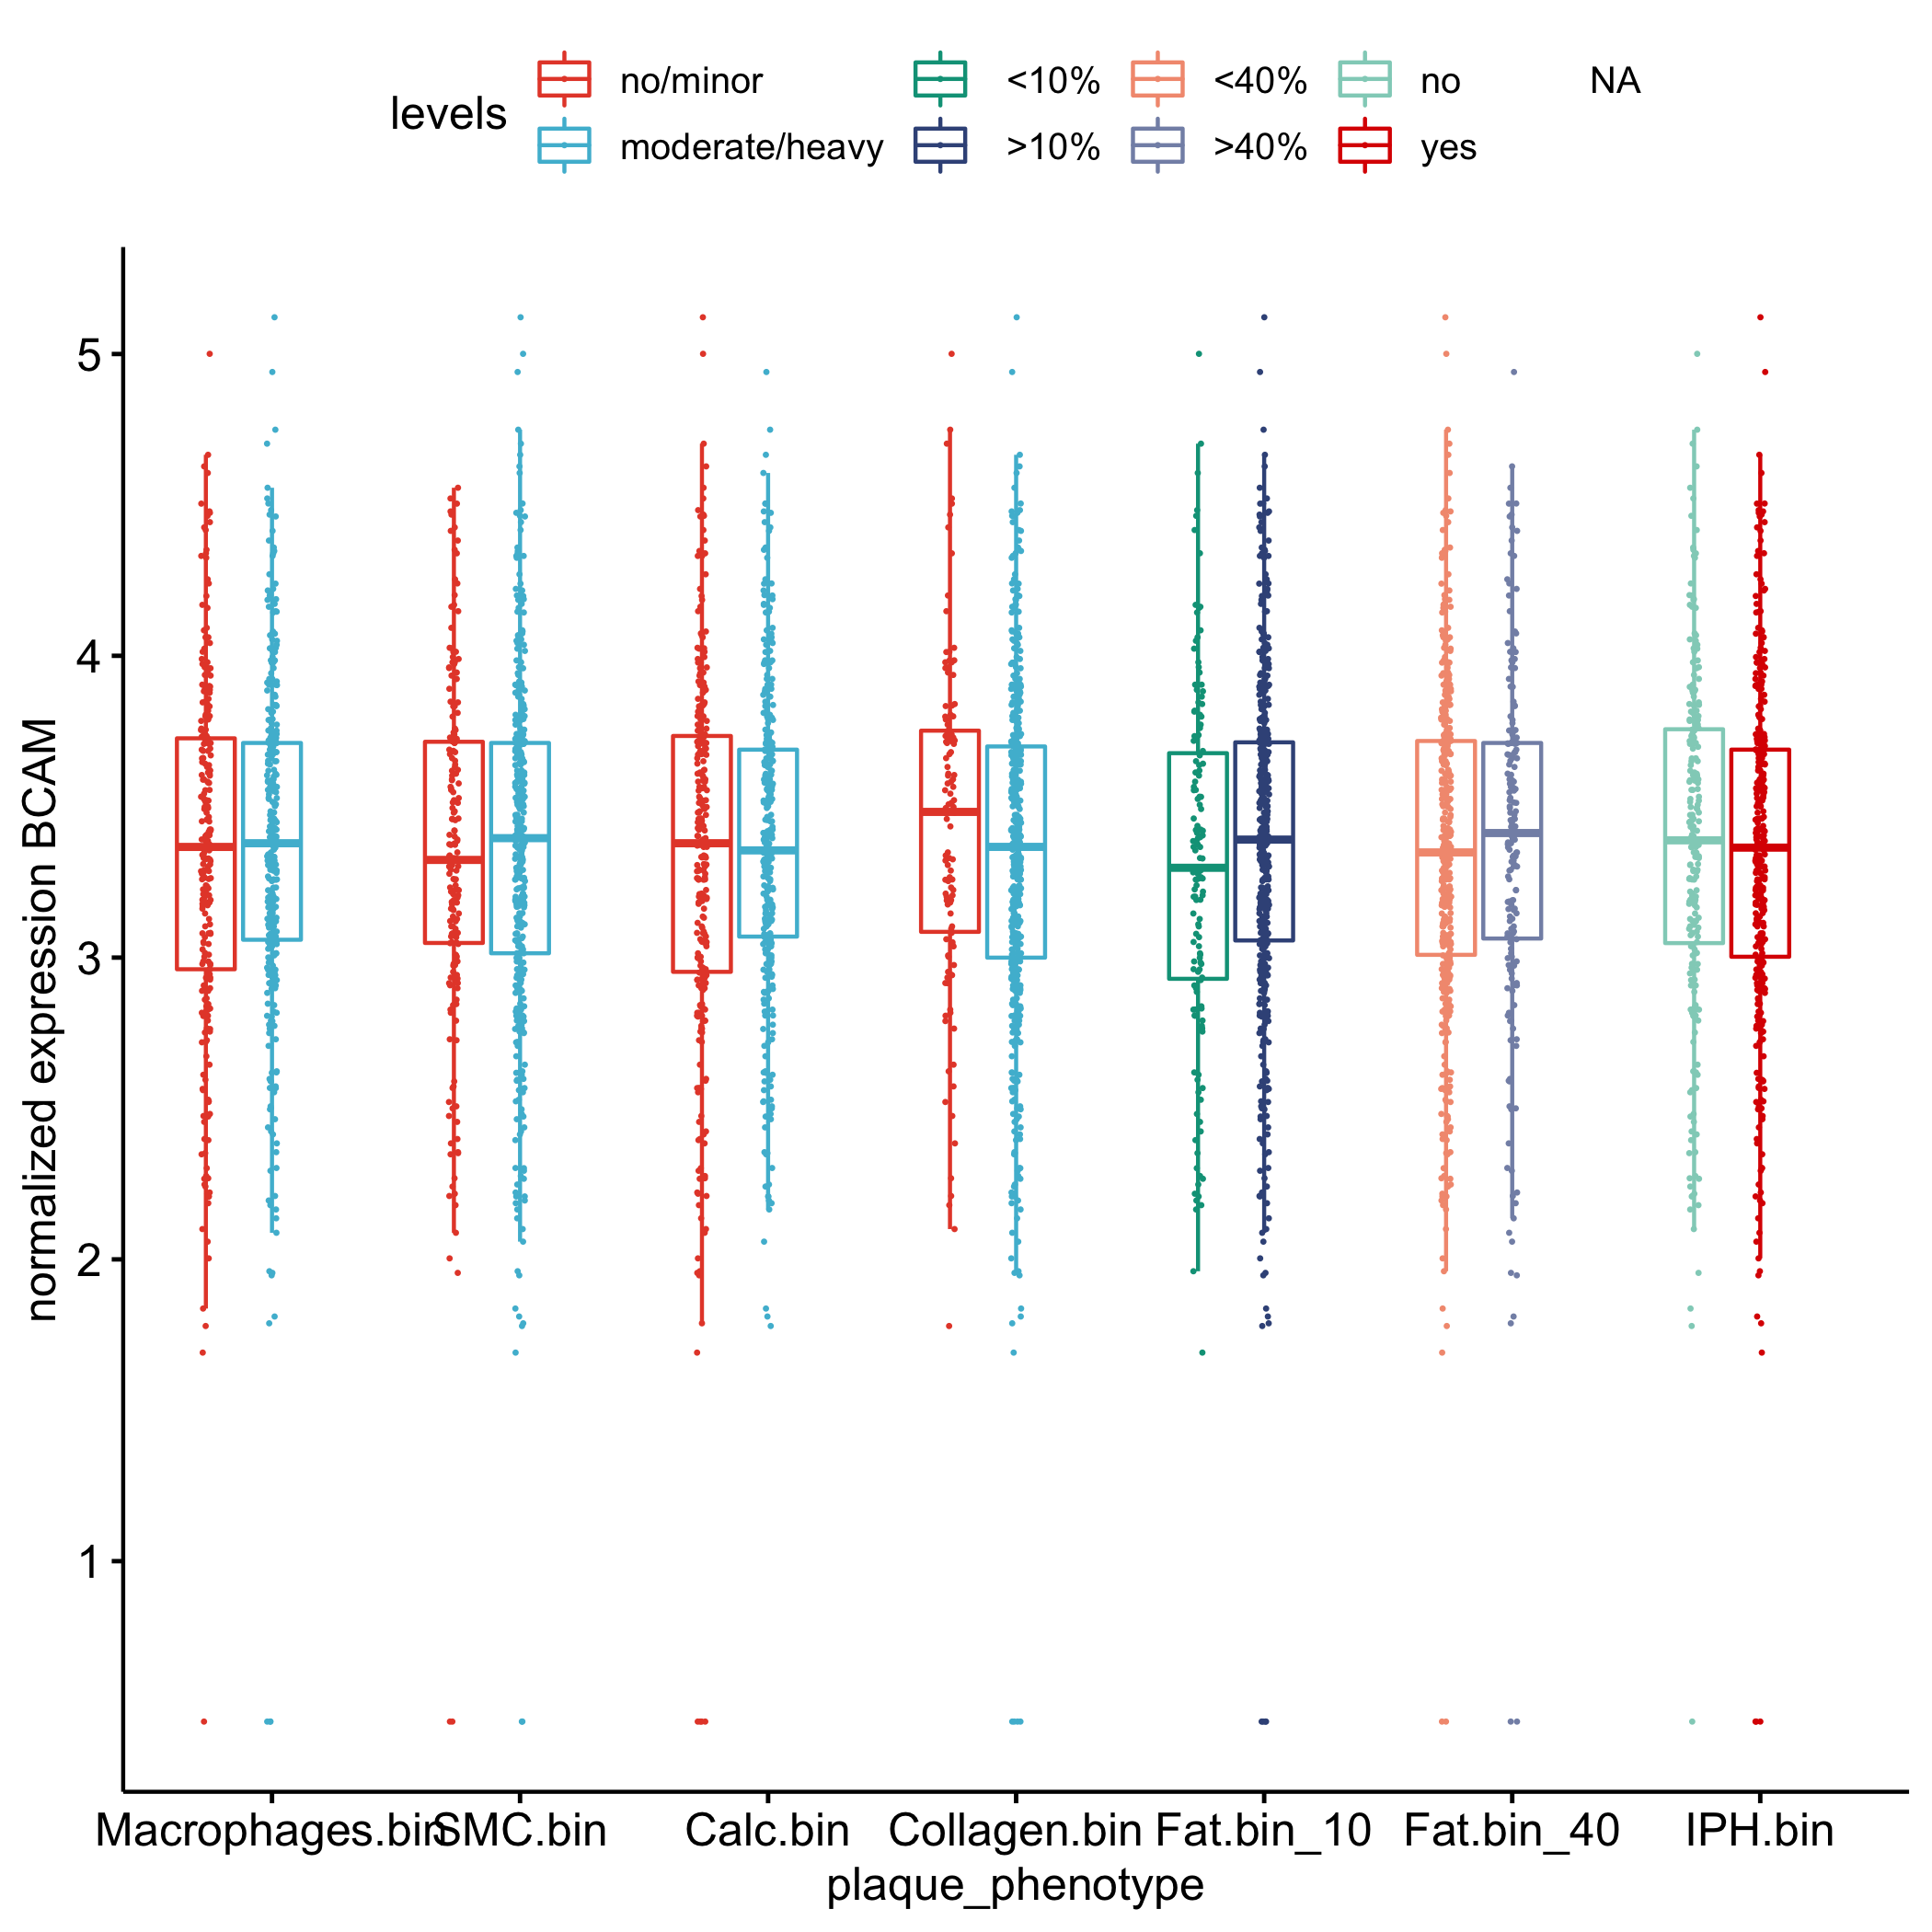 levels
no/minor <10% <40% no NA
moderate/heavy >10% >40% yes
normalized expression BCAM
5
4
3
2
1
Macrophages.bin SMC.bin Calc.bin Collagen.bin Fat.bin_10 Fat.bin_40 IPH.bin
plaque_phenotype